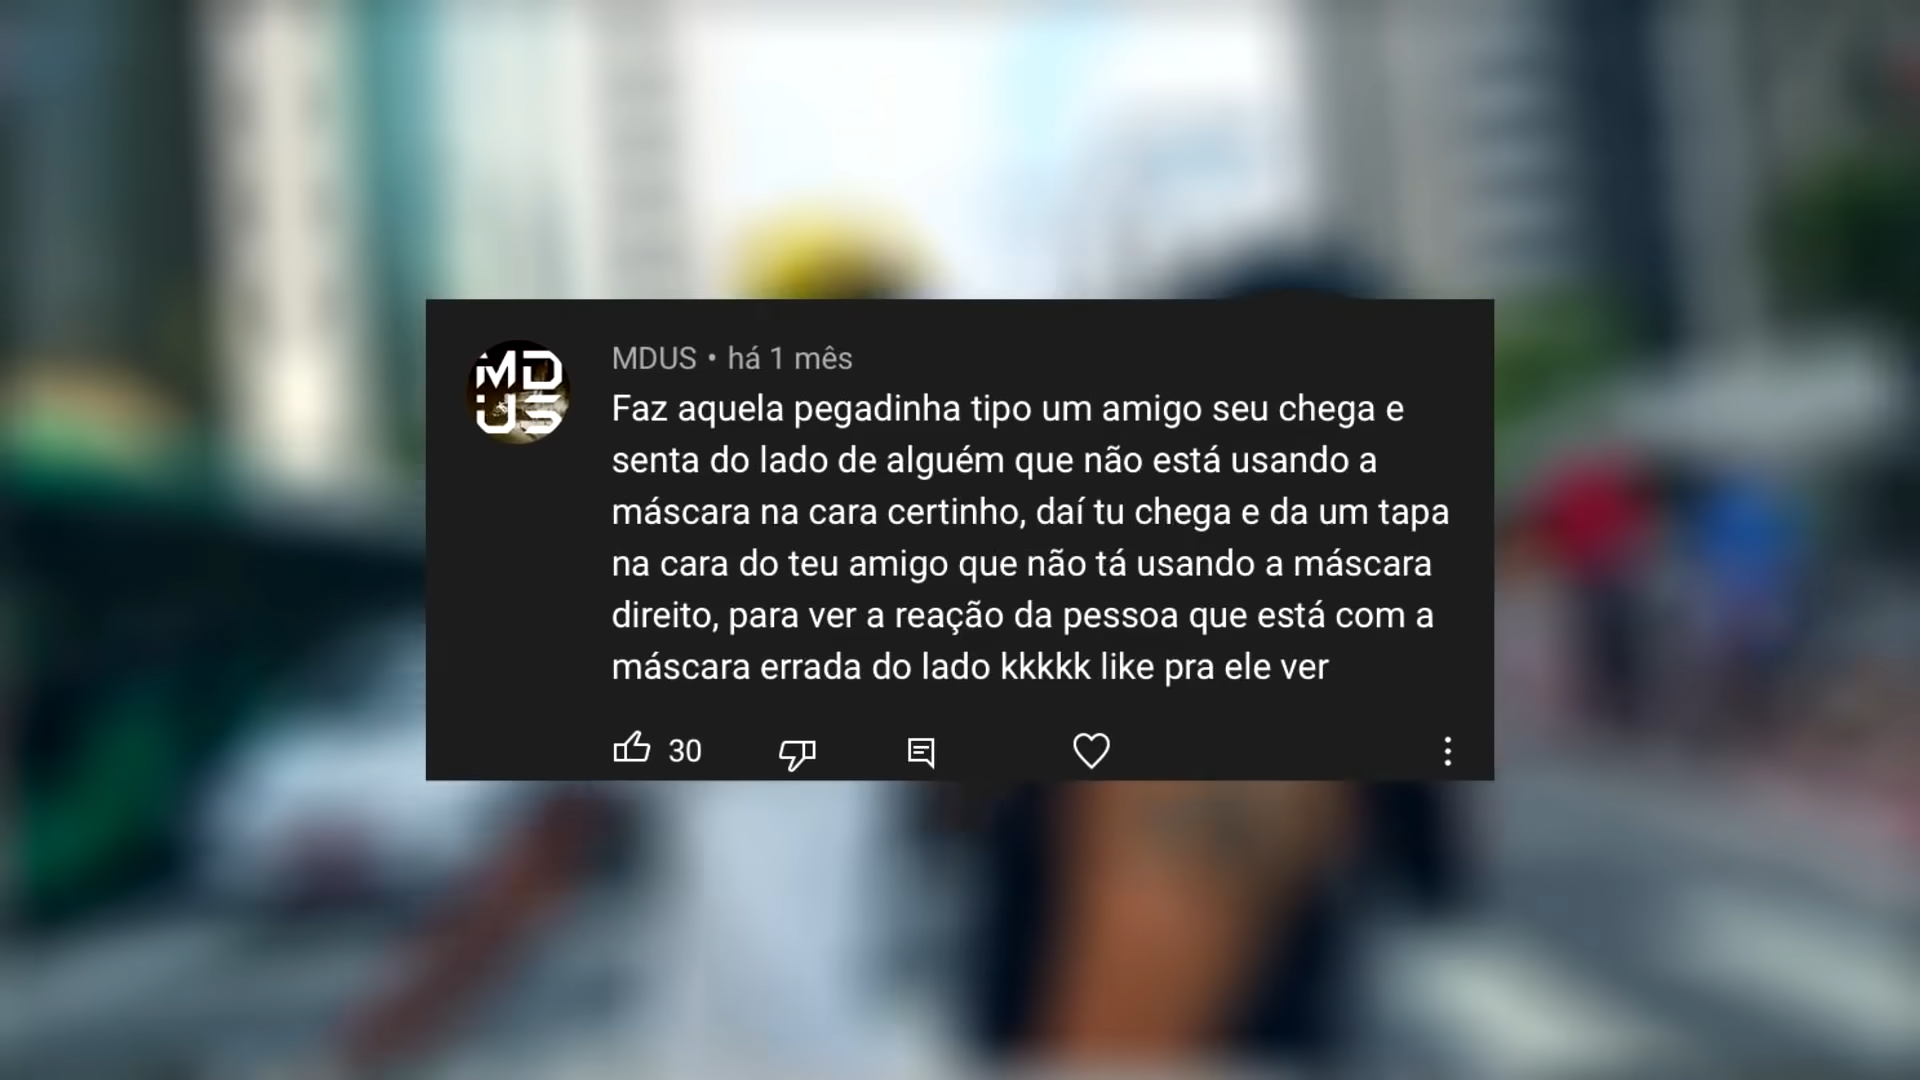 MD
US
MDUS • há 1 mês
Faz aquela pegadinha tipo um amigo seu chega e
senta do lado de alguém que não está usando a
máscara na cara certinho, daí tu chega e da um tapa
na cara do teu amigo que não tá usando a máscara
direito, para ver a reação da pessoa que está com a
máscara errada do lado kkkkk like pra ele ver
30